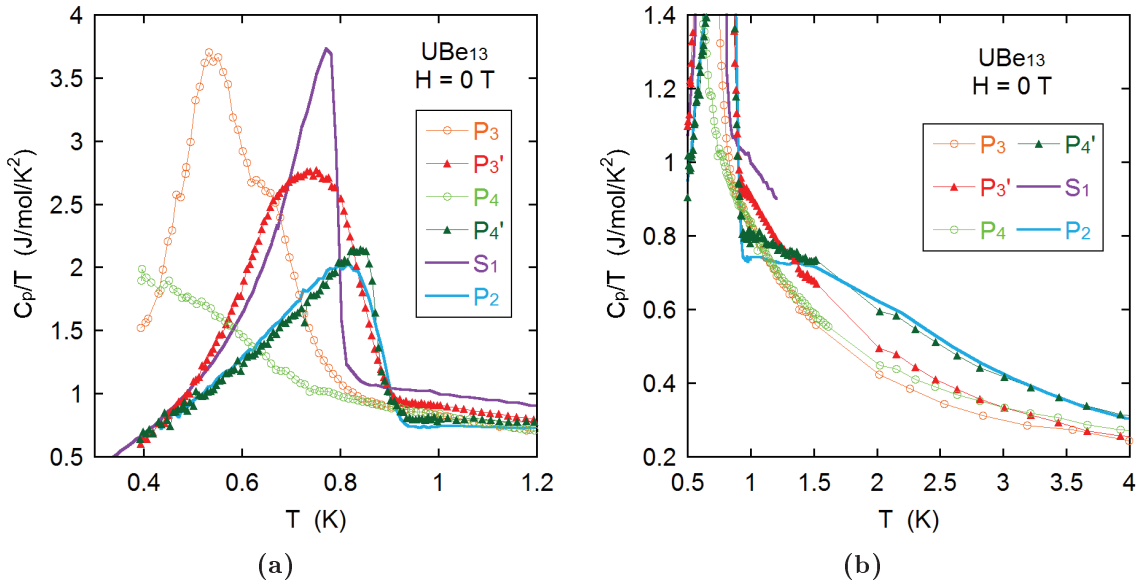 4
3.5
3
2.5
2
1.5
1
0.5
0.4 0.6 0.8 1 1.2
Cp/T (J/mol/K²)
T (K)
UBe₁₃
H = 0 T
P₃
P₃'
P₄
P₄'
S₁
P₂
(a)
1.4
1.2
1
0.8
0.6
0.4
0.2
0.5 1 1.5 2 2.5 3 3.5 4
Cp/T (J/mol/K²)
T (K)
UBe₁₃
H = 0 T
P₃ P₄'
P₃' S₁
P₄ P₂
(b)